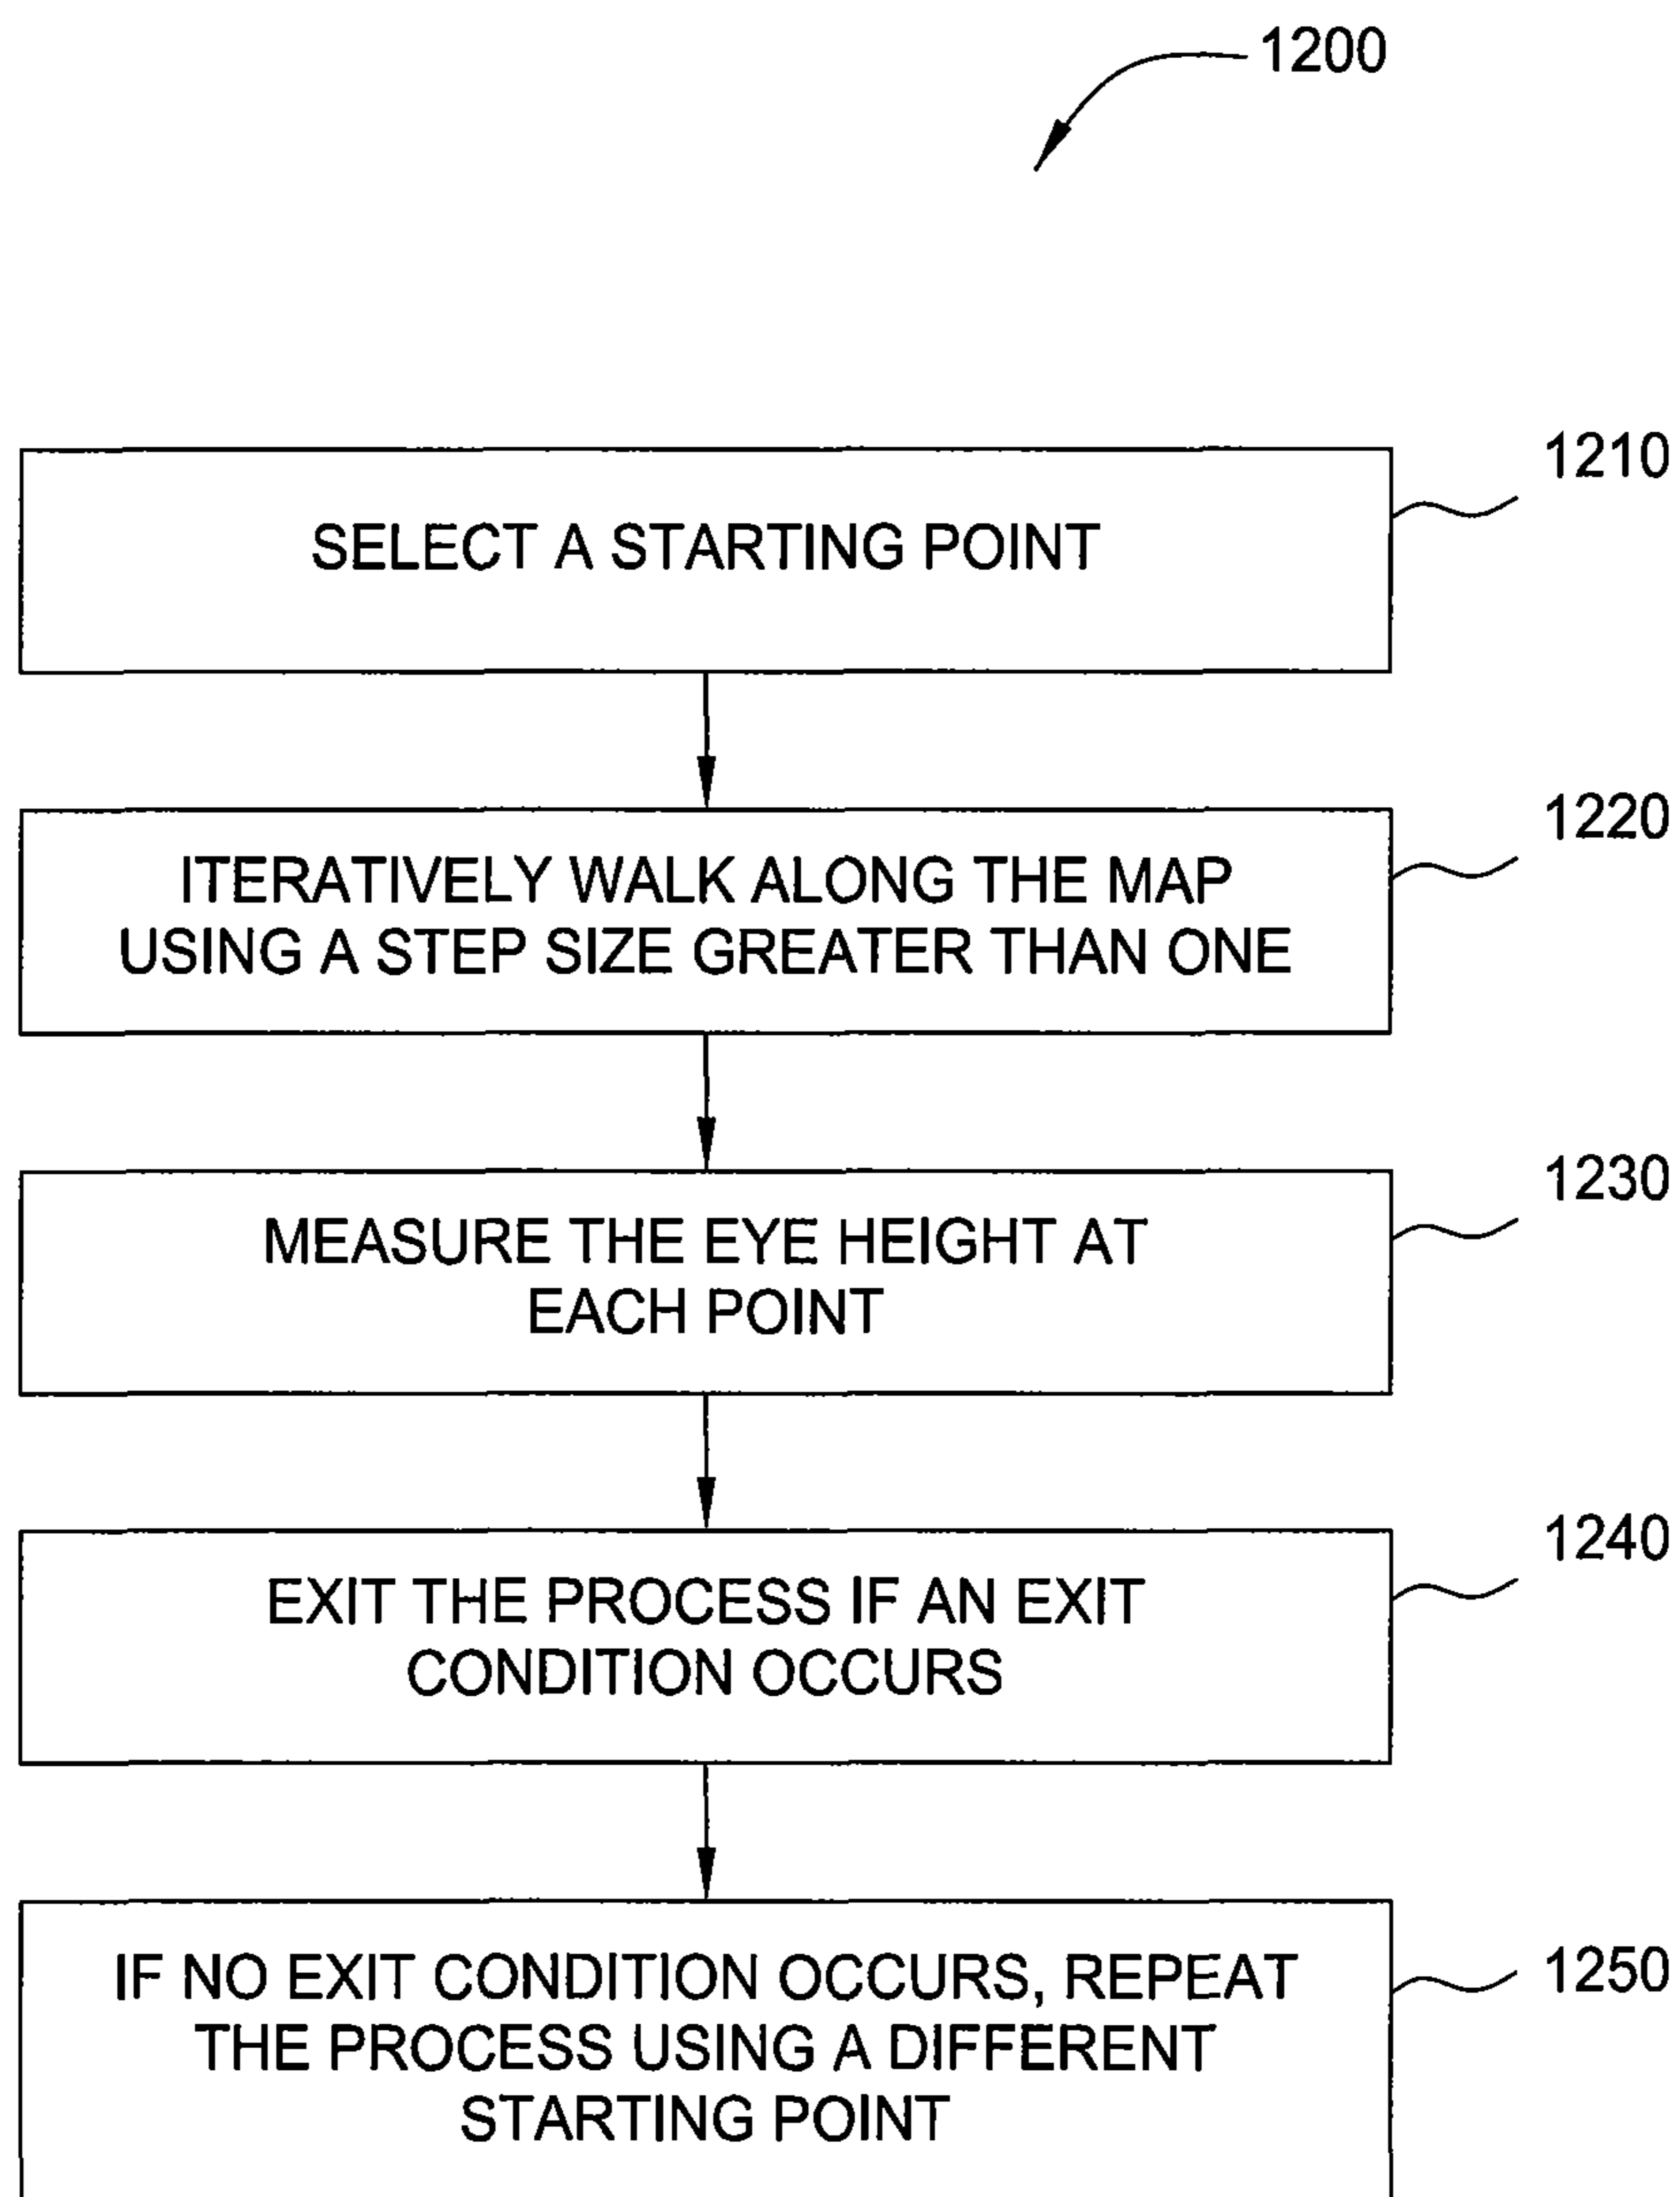 1200
1210
SELECT A STARTING POINT
1220
ITERATIVELY WALK ALONG THE MAP
USING A STEP SIZE GREATER THAN ONE
1230
MEASURE THE EYE HEIGHT AT
EACH POINT
1240
EXIT THE PROCESS IF AN EXIT
CONDITION OCCURS
1250
IF NO EXIT CONDITION OCCURS, REPEAT
THE PROCESS USING A DIFFERENT
STARTING POINT